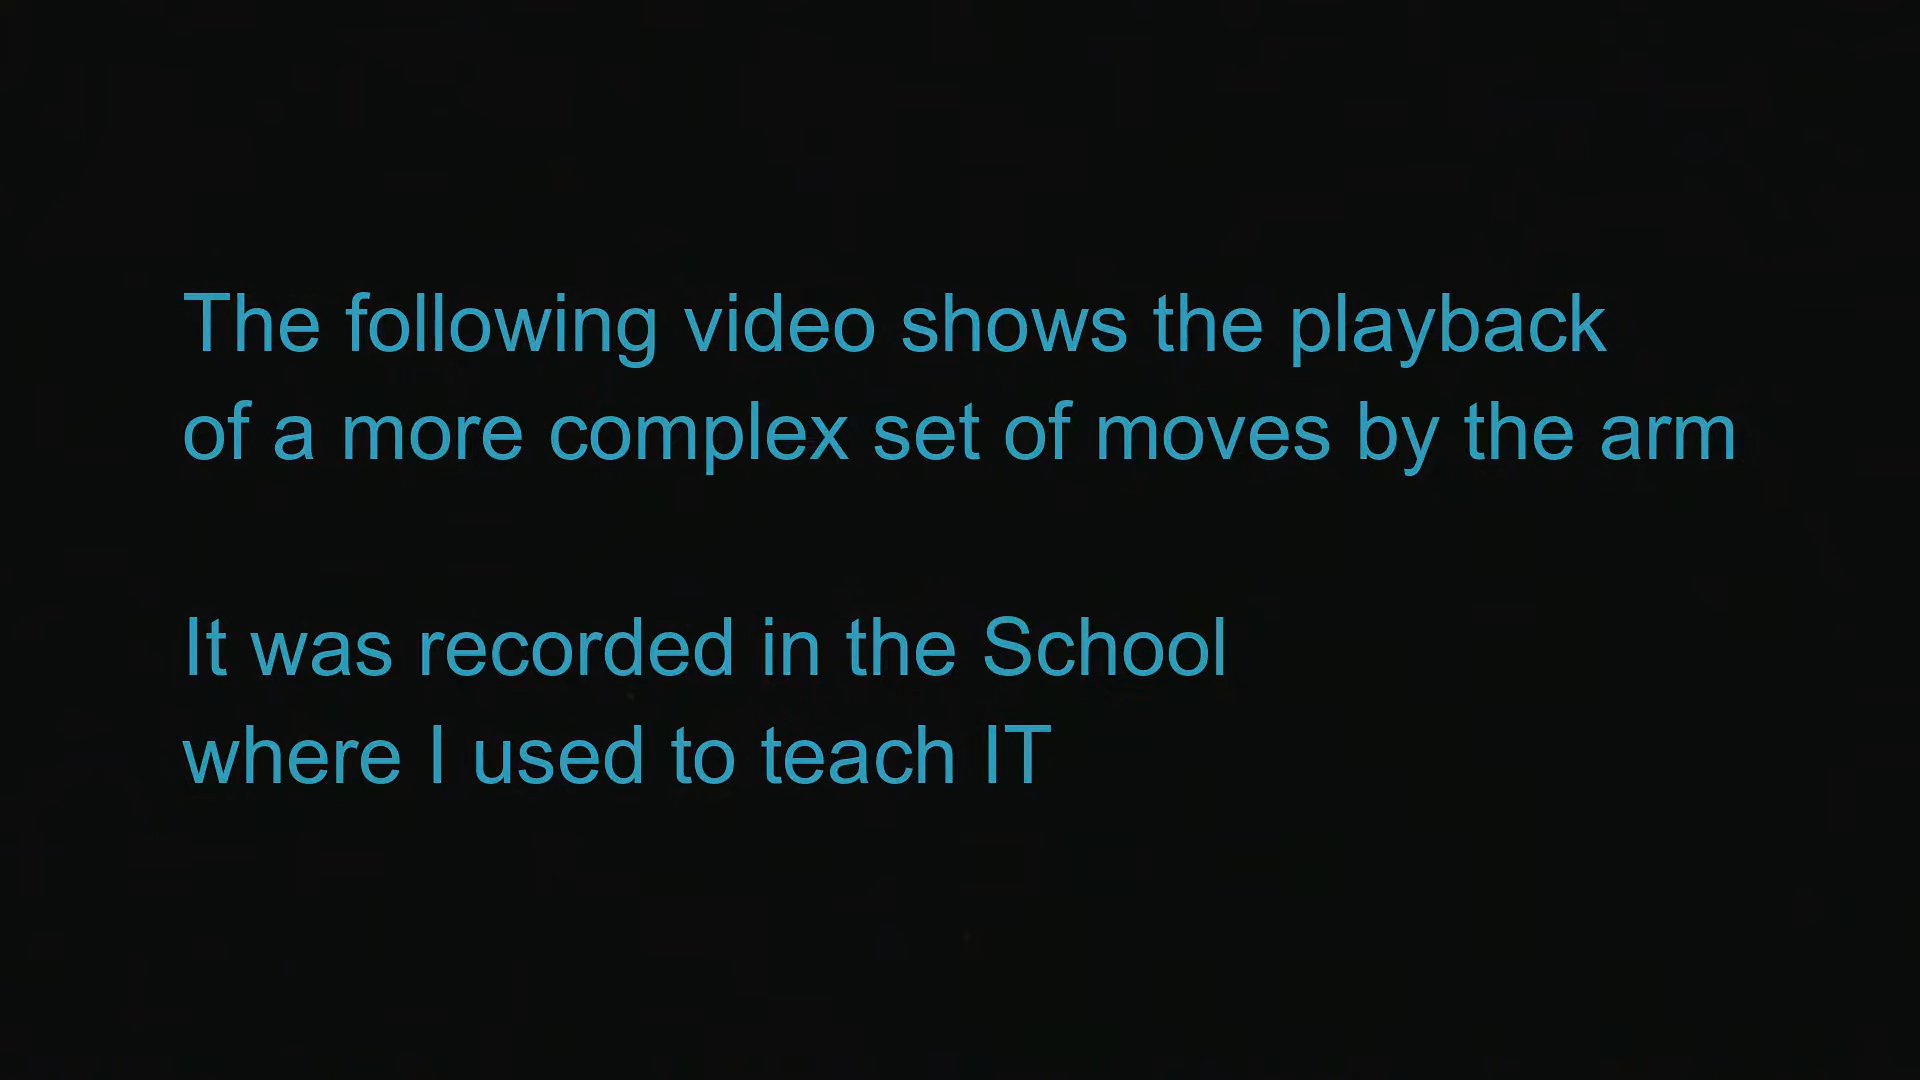 The following video shows the playback
of a more complex set of moves by the arm
It was recorded in the School
where I used to teach IT